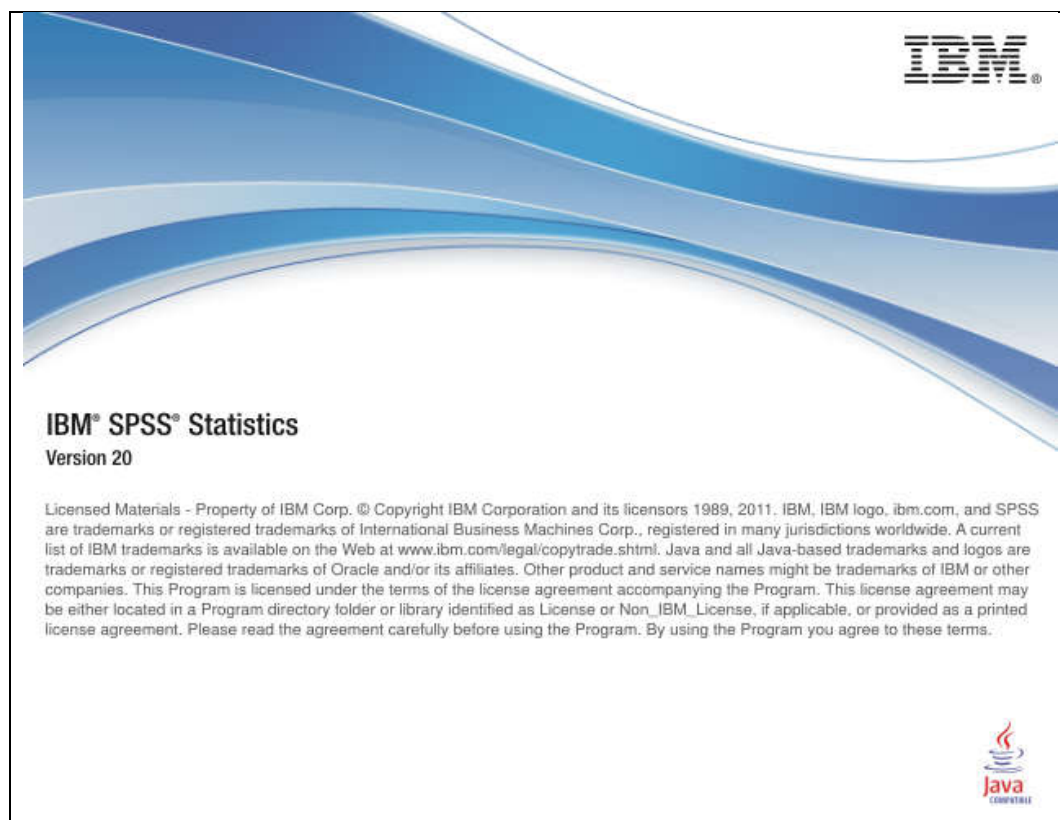 IBM®
IBM® SPSS® Statistics
Version 20
Licensed Materials - Property of IBM Corp. © Copyright IBM Corporation and its licensors 1989, 2011. IBM, IBM logo, ibm.com, and SPSS
are trademarks or registered trademarks of International Business Machines Corp., registered in many jurisdictions worldwide. A current
list of IBM trademarks is available on the Web at www.ibm.com/legal/copytrade.shtml. Java and all Java-based trademarks and logos are
trademarks or registered trademarks of Oracle and/or its affiliates. Other product and service names might be trademarks of IBM or other
companies. This Program is licensed under the terms of the license agreement accompanying the Program. This license agreement may
be either located in a Program directory folder or library identified as License or Non_IBM_License, if applicable, or provided as a printed
license agreement. Please read the agreement carefully before using the Program. By using the Program you agree to these terms.
Java
COMPATIBLE